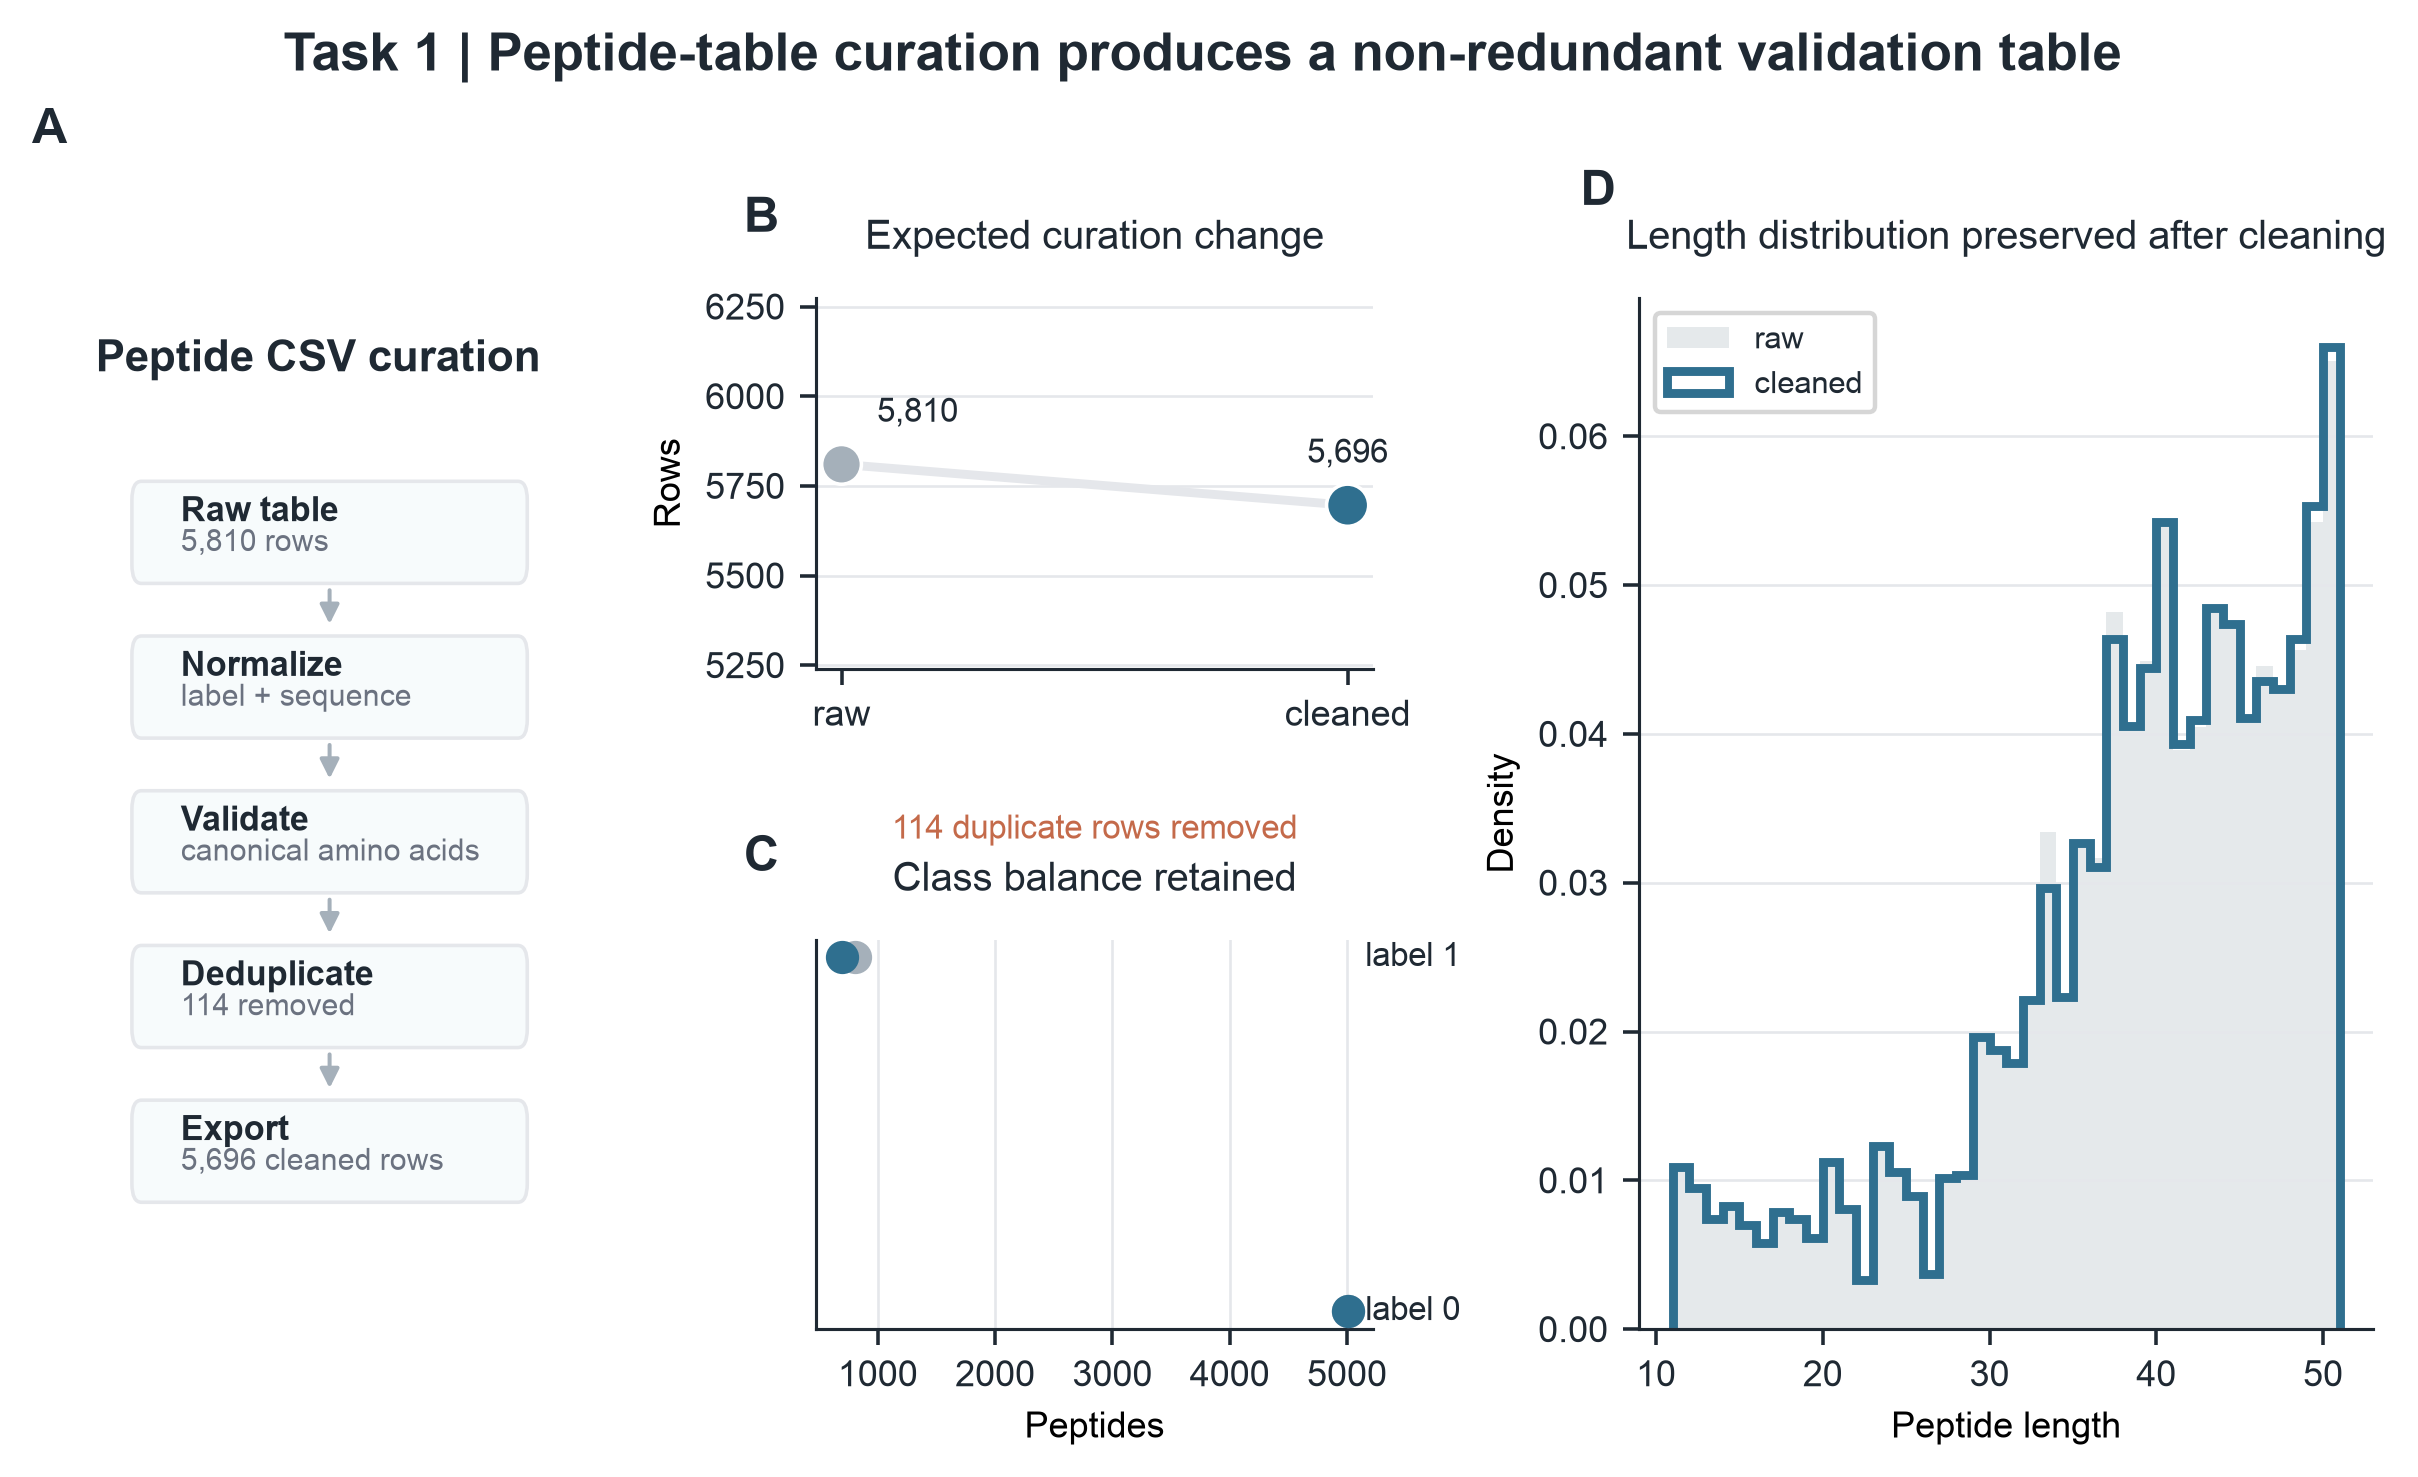 Task 1 | Peptide-table curation produces a non-redundant validation table
A
Peptide CSV curation
Raw table
5,810 rows
Normalize
label + sequence
Validate
canonical amino acids
Deduplicate
114 removed
Export
5,696 cleaned rows
B
Expected curation change
Rows
6250
6000
5750
5500
5250
5,810
5,696
raw
cleaned
114 duplicate rows removed
C
Class balance retained
label 1
label 0
1000
2000
3000
4000
5000
Peptides
D
Length distribution preserved after cleaning
raw
cleaned
Density
0.06
0.05
0.04
0.03
0.02
0.01
0.00
10
20
30
40
50
Peptide length